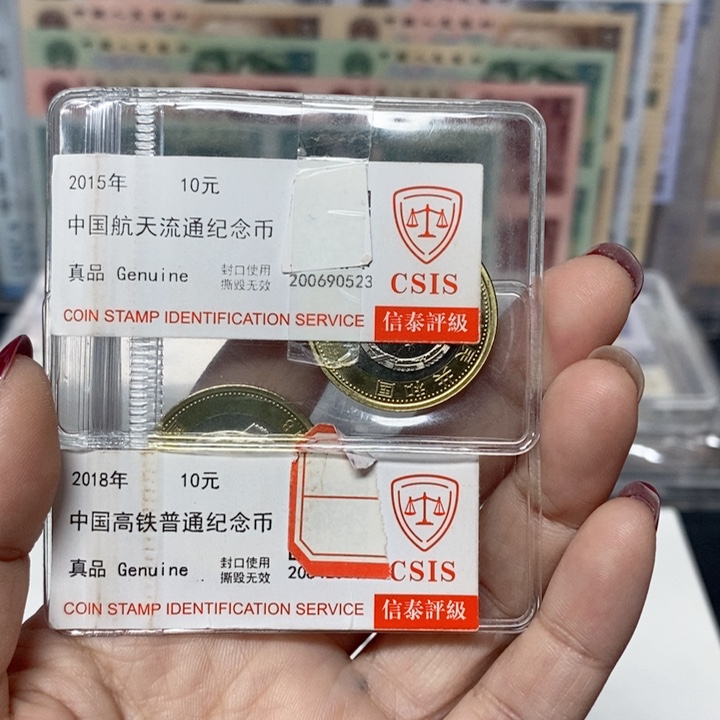 2015年 10元
中国航天流通纪念币
真品 Genuine
封口使用
撕毁无效
200690523
CSIS
COIN STAMP IDENTIFICATION SERVICE
信泰評級
2018年 10元
中国高铁普通纪念币
真品 Genuine
封口使用
撕毁无效
CSIS
COIN STAMP IDENTIFICATION SERVICE
信泰評級